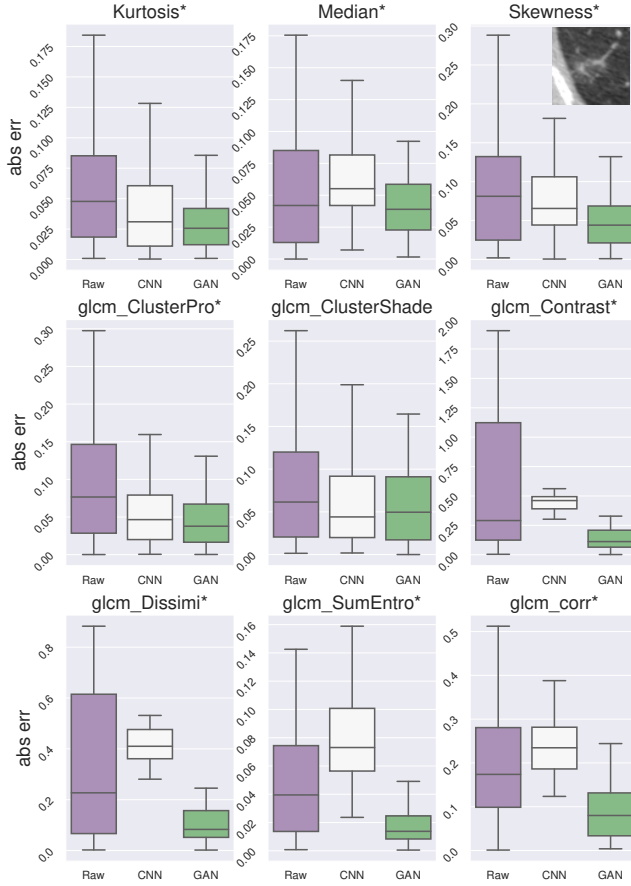 Kurtosis* Median* Skewness*
abs err
0.175 0.150 0.125 0.100 0.075 0.050 0.025 0.000
0.175 0.150 0.125 0.100 0.075 0.050 0.025 0.000
0.30 0.25 0.20 0.15 0.10 0.05 0.00
Raw CNN GAN Raw CNN GAN Raw CNN GAN
glcm_ClusterPro* glcm_ClusterShade glcm_Contrast*
abs err
0.30 0.25 0.20 0.15 0.10 0.05 0.00
0.25 0.20 0.15 0.10 0.05 0.00
2.00 1.75 1.50 1.25 1.00 0.75 0.50 0.25 0.00
Raw CNN GAN Raw CNN GAN Raw CNN GAN
glcm_Dissimi* glcm_SumEntro* glcm_corr*
abs err
0.8 0.6 0.4 0.2 0.0
0.16 0.14 0.12 0.10 0.08 0.06 0.04 0.02 0.00
0.5 0.4 0.3 0.2 0.1 0.0
Raw CNN GAN Raw CNN GAN Raw CNN GAN